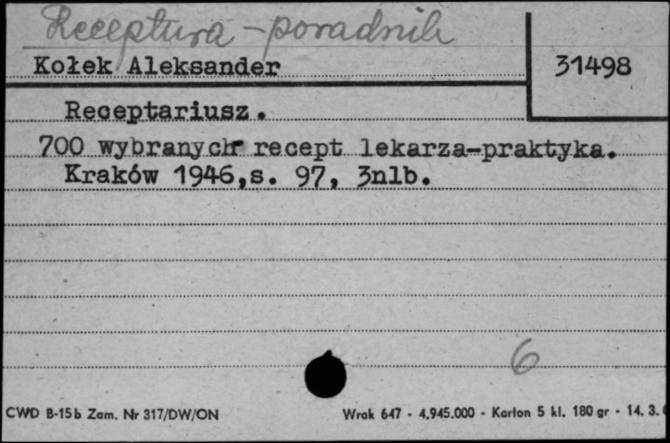 Receptura - poradnik
Kołek Aleksander
31498
Receptariusz.
700 wybranych recept lekarza-praktyka.
Kraków 1946,s. 97, 3nlb.
6
CWD B-15b Zam. Nr 317/DW/ON
Wrak 647 - 4.945.000 - Karton 5 kl. 180 gr - 14. 3.